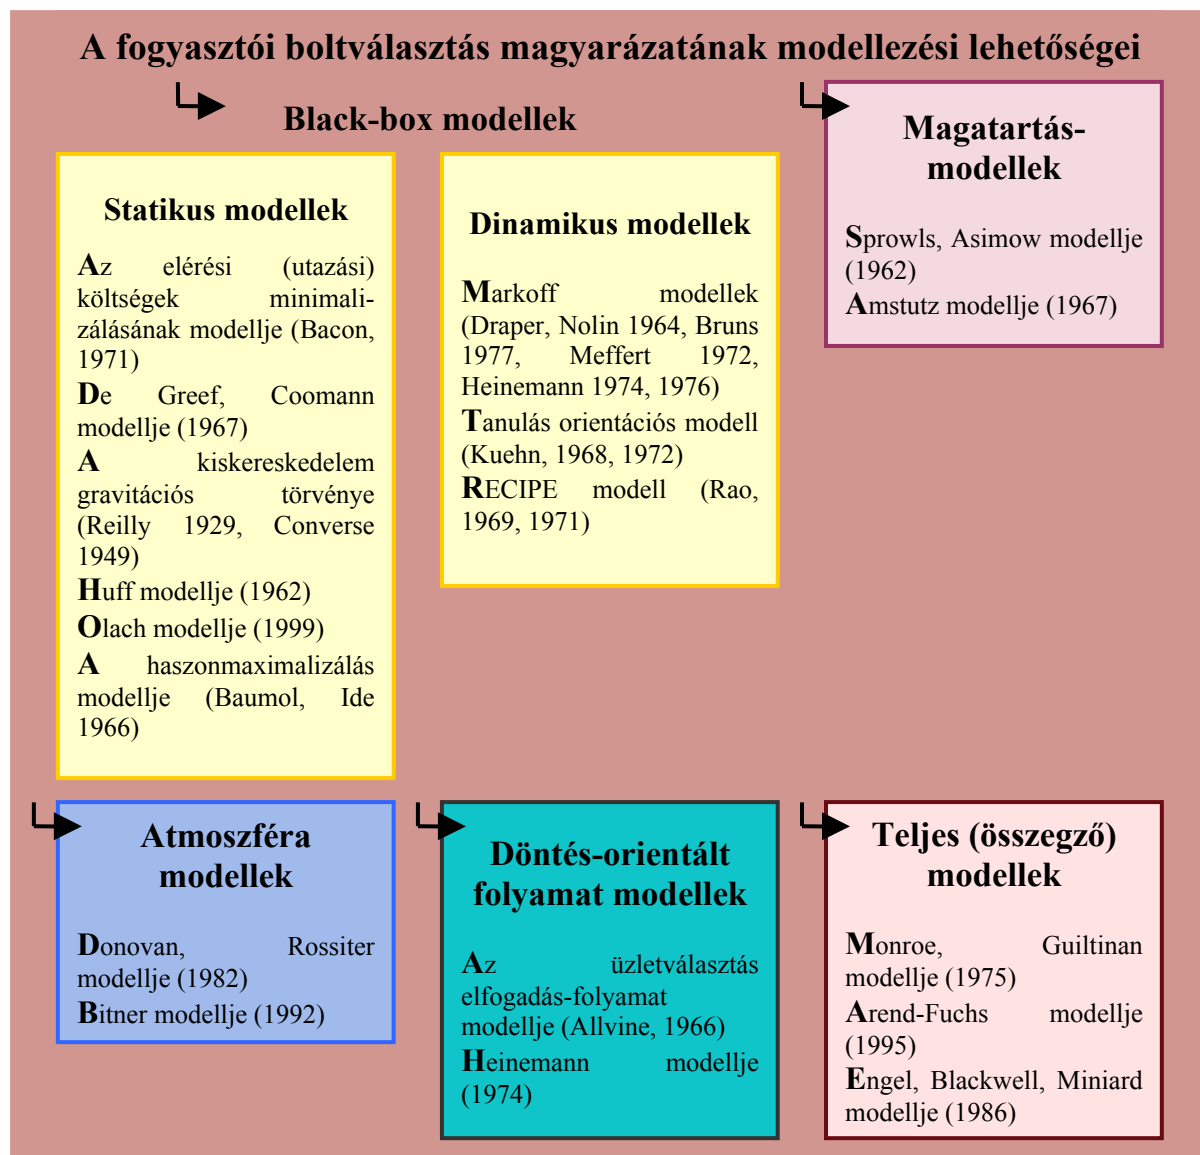 A fogyasztói boltválasztás magyarázatának modellezési lehetőségei
Black-box modellek
Statikus modellek
Az elérési (utazási)
költségek minimali-
zálásának modellje (Bacon,
1971)
De Greef, Coomann
modellje (1967)
A kiskereskedelem
gravitációs törvénye
(Reilly 1929, Converse
1949)
Huff modellje (1962)
Olach modellje (1999)
A haszonmaximalizálás
modellje (Baumol, Ide
1966)
Dinamikus modellek
Markoff modellek
(Draper, Nolin 1964, Bruns
1977, Meffert 1972,
Heinemann 1974, 1976)
Tanulás orientációs modell
(Kuehn, 1968, 1972)
RECIPE modell (Rao,
1969, 1971)
Magatartás-
modellek
Sprowls, Asimow modellje
(1962)
Amstutz modellje (1967)
Atmoszféra
modellek
Donovan, Rossiter
modellje (1982)
Bitner modellje (1992)
Döntés-orientált
folyamat modellek
Az üzletválasztás
elfogadás-folyamat
modellje (Allvine, 1966)
Heinemann modellje
(1974)
Teljes (összegző)
modellek
Monroe, Guiltinan
modellje (1975)
Arend-Fuchs modellje
(1995)
Engel, Blackwell, Miniard
modellje (1986)